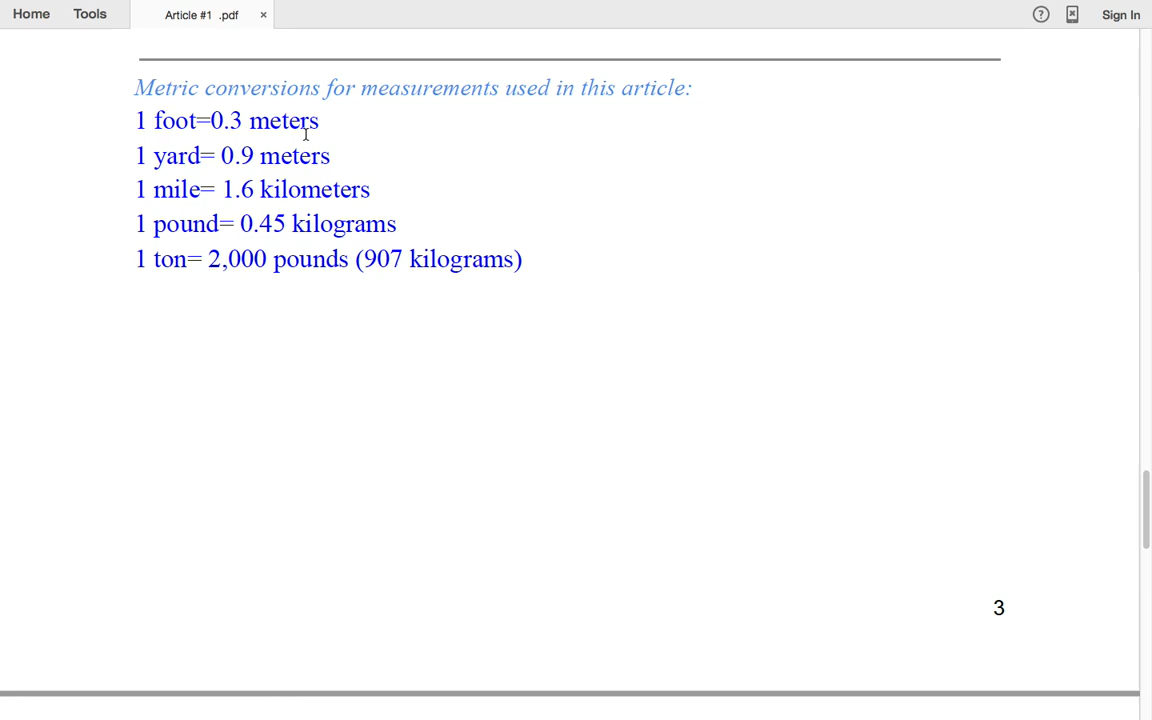 Home Tools Article #1 .pdf × ? Sign In
Metric conversions for measurements used in this article:
1 foot=0.3 meters
1 yard= 0.9 meters
1 mile= 1.6 kilometers
1 pound= 0.45 kilograms
1 ton= 2,000 pounds (907 kilograms)
3